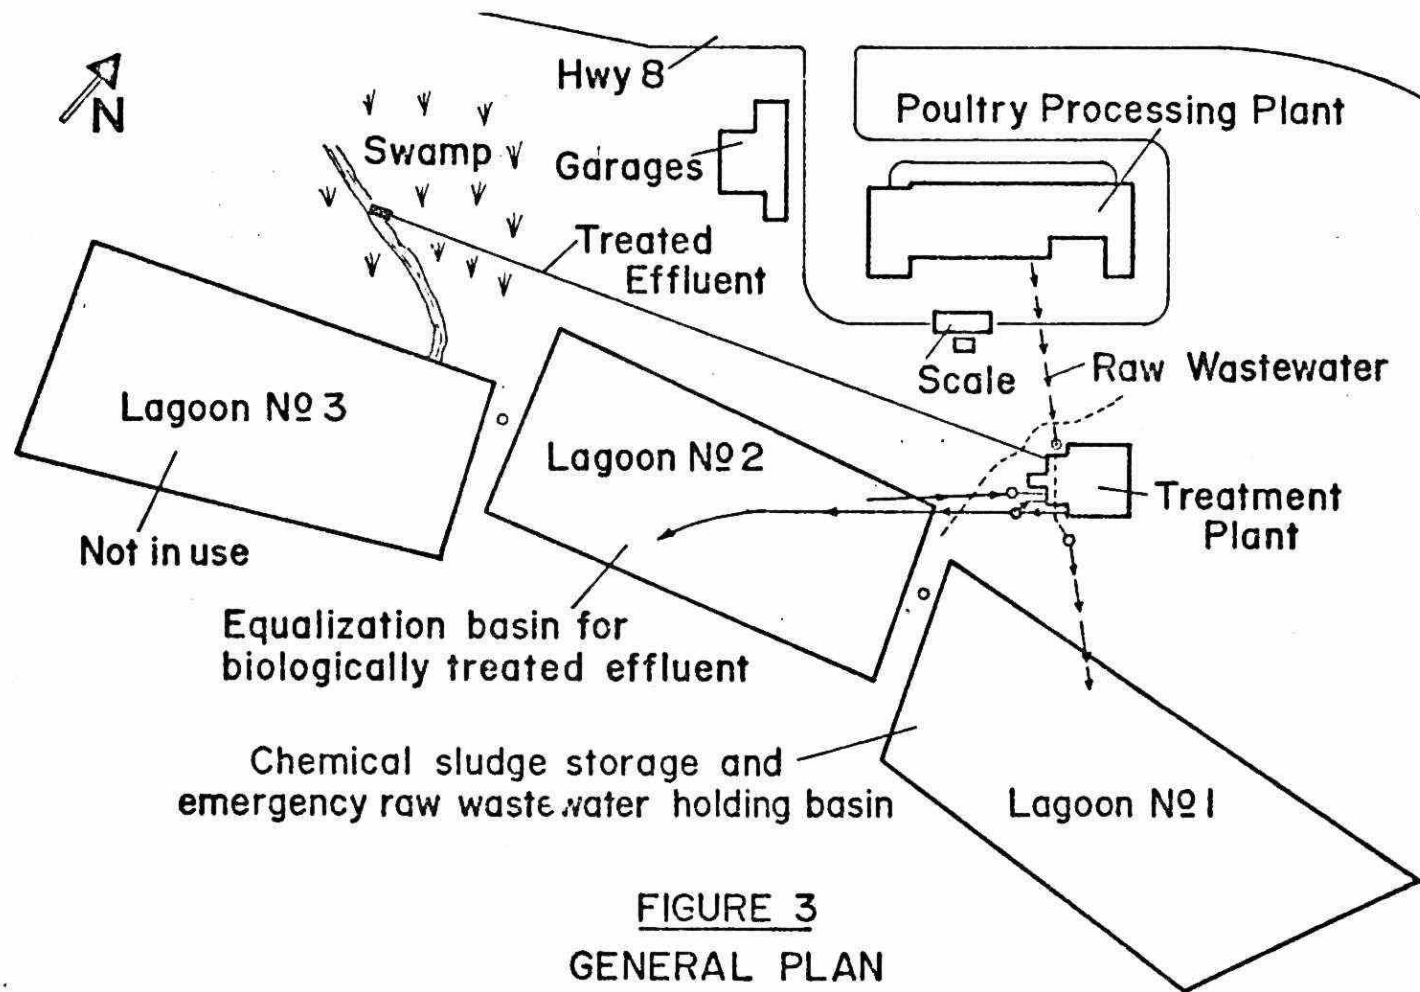 N
Hwy 8
Poultry Processing Plant
Swamp
Garages
Treated
Effluent
Scale
Raw Wastewater
Lagoon Nº 3
Lagoon Nº 2
Treatment
Plant
Not in use
Equalization basin for
biologically treated effluent
Chemical sludge storage and
emergency raw wastewater holding basin
Lagoon Nº 1
FIGURE 3
GENERAL PLAN